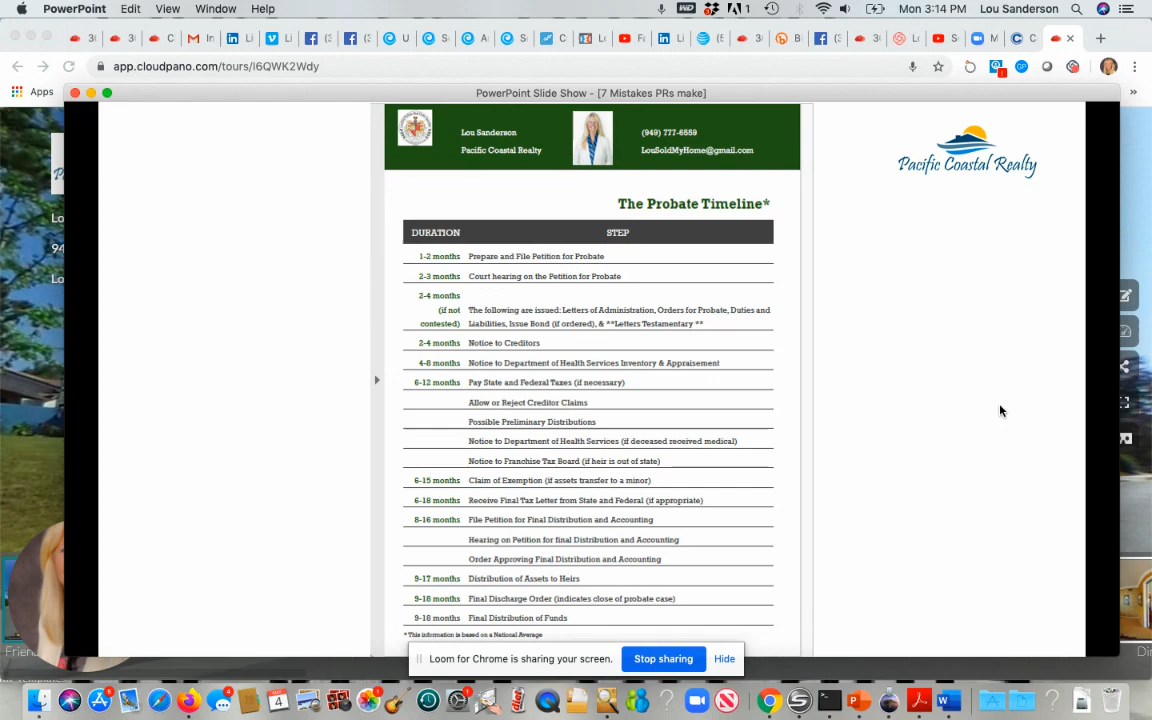 PowerPoint Edit View Window Help
Mon 3:14 PM Lou Sanderson
app.cloudpano.com/tours/l6QWK2Wdy
Apps
PowerPoint Slide Show - [7 Mistakes PRs make]
Lou Sanderson
Pacific Coastal Realty
(949) 777-6559
LouSoldMyHome@gmail.com
Pacific Coastal Realty
The Probate Timeline*
DURATION STEP
1-2 months Prepare and File Petition for Probate
2-3 months Court hearing on the Petition for Probate
2-4 months
(if not The following are issued: Letters of Administration, Orders for Probate, Duties and
contested) Liabilities, Issue Bond (if ordered), & **Letters Testamentary **
2-4 months Notice to Creditors
4-8 months Notice to Department of Health Services Inventory & Appraisement
6-12 months Pay State and Federal Taxes (if necessary)
Allow or Reject Creditor Claims
Possible Preliminary Distributions
Notice to Department of Health Services (if deceased received medical)
Notice to Franchise Tax Board (if heir is out of state)
6-15 months Claim of Exemption (if assets transfer to a minor)
6-18 months Receive Final Tax Letter from State and Federal (if appropriate)
8-16 months File Petition for Final Distribution and Accounting
Hearing on Petition for final Distribution and Accounting
Order Approving Final Distribution and Accounting
9-17 months Distribution of Assets to Heirs
9-18 months Final Discharge Order (indicates close of probate case)
9-18 months Final Distribution of Funds
* This information is based on a National Average
Loom for Chrome is sharing your screen. Stop sharing Hide